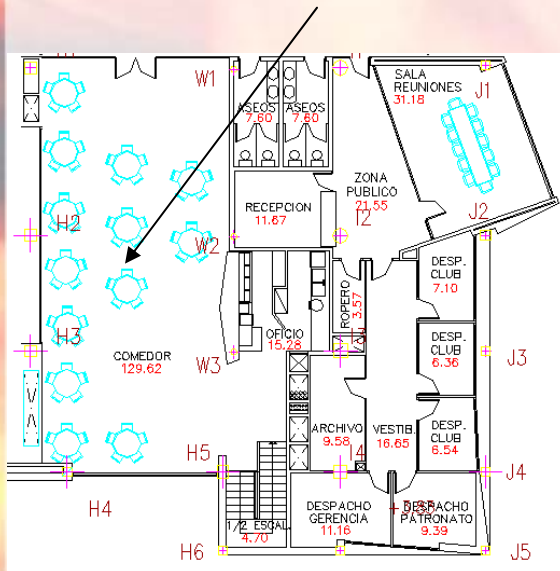 W1
ASEOS
7.60
ASEOS
7.60
SALA
REUNIONES
31.18
J1
ZONA
PUBLICO
21.55
RECEPCION
11.67
I2
J2
H2
W2
DESP.
CLUB
7.10
ROPERO
3.57
OFICIO
15.28
H3
COMEDOR
129.62
W3
I3
DESP.
CLUB
6.36
J3
ARCHIVO
9.58
VESTIB.
16.65
DESP.
CLUB
6.54
H5
I4
J4
H4
1/2 ESCAL.
4.70
DESPACHO
GERENCIA
11.16
DESPACHO
PATRONATO
9.39
H6
J5